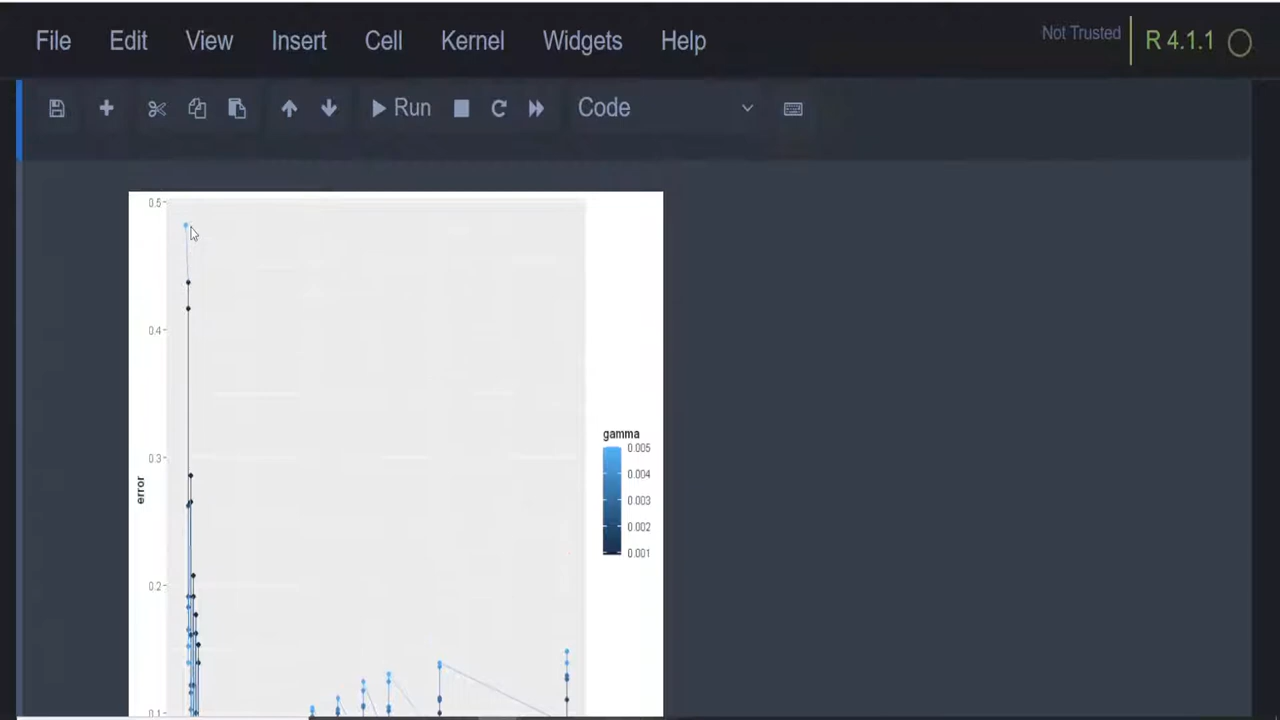 File Edit View Insert Cell Kernel Widgets Help Not Trusted R 4.1.1
Run Code
0.5
0.4
0.3
0.2
0.1
error
gamma
0.005
0.004
0.003
0.002
0.001